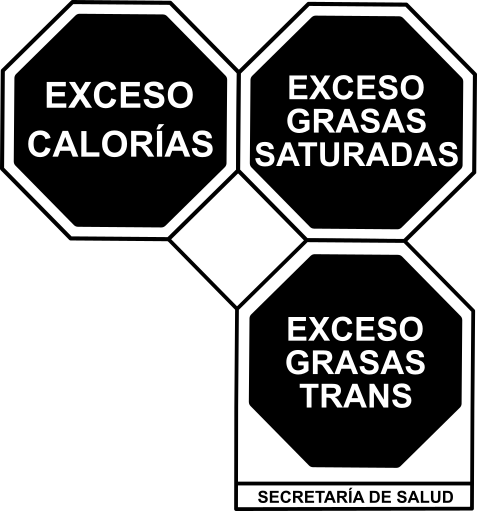 EXCESO
CALORÍAS
EXCESO
GRASAS
SATURADAS
EXCESO
GRASAS
TRANS
SECRETARÍA DE SALUD